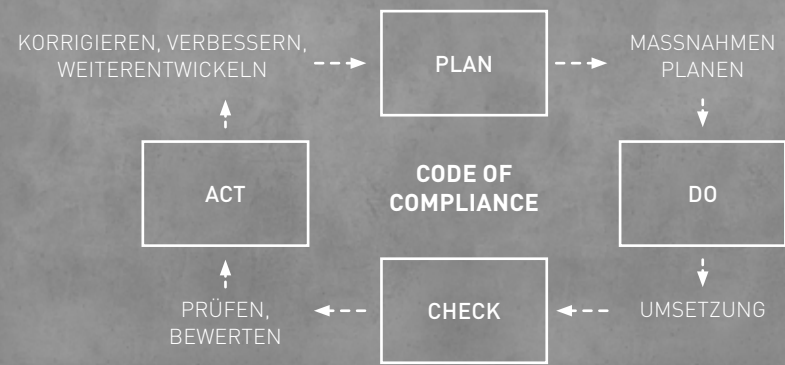 KORRIGIEREN, VERBESSERN,
WEITERENTWICKELN
PLAN
MASSNAHMEN
PLANEN
ACT
CODE OF
COMPLIANCE
DO
PRÜFEN,
BEWERTEN
CHECK
UMSETZUNG